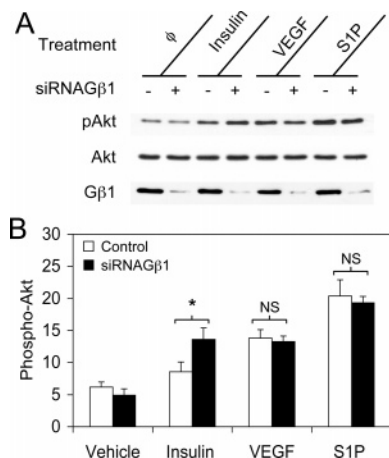 A
Treatment
ϕ
Insulin
VEGF
S1P
siRNAGβ1
- + - + - + - +
pAkt
Akt
Gβ1
B
30
25
20
15
10
5
0
Phospho-Akt
Control
siRNAGβ1
*
NS
NS
Vehicle Insulin VEGF S1P